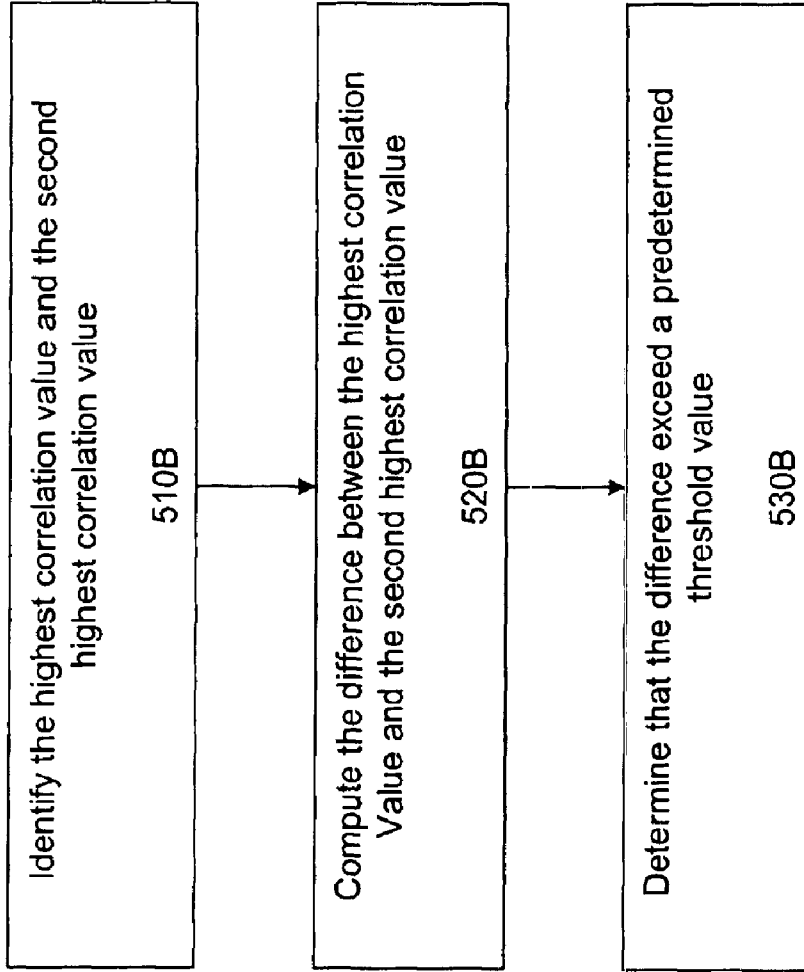 Identify the highest correlation value and the second
highest correlation value
510B
Compute the difference between the highest correlation
Value and the second highest correlation value
520B
Determine that the difference exceed a predetermined
threshold value
530B